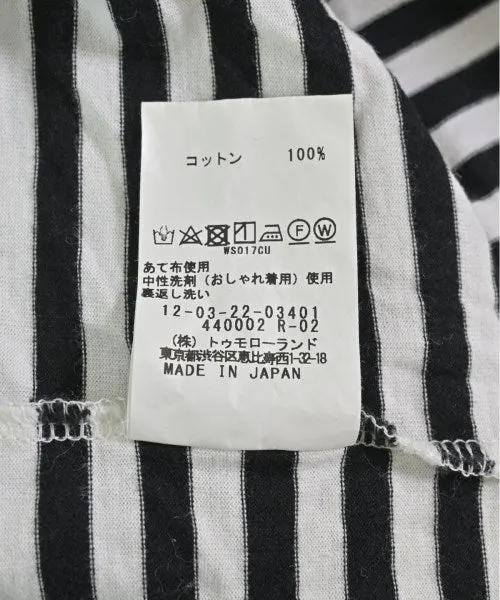 コットン 100%
F W
WS017CU
あて布使用
中性洗剤（おしゃれ着用）使用
裏返し洗い
12-03-22-03401
440002 R-02
（株）トゥモローランド
東京都渋谷区恵比寿西1-32-18
MADE IN JAPAN